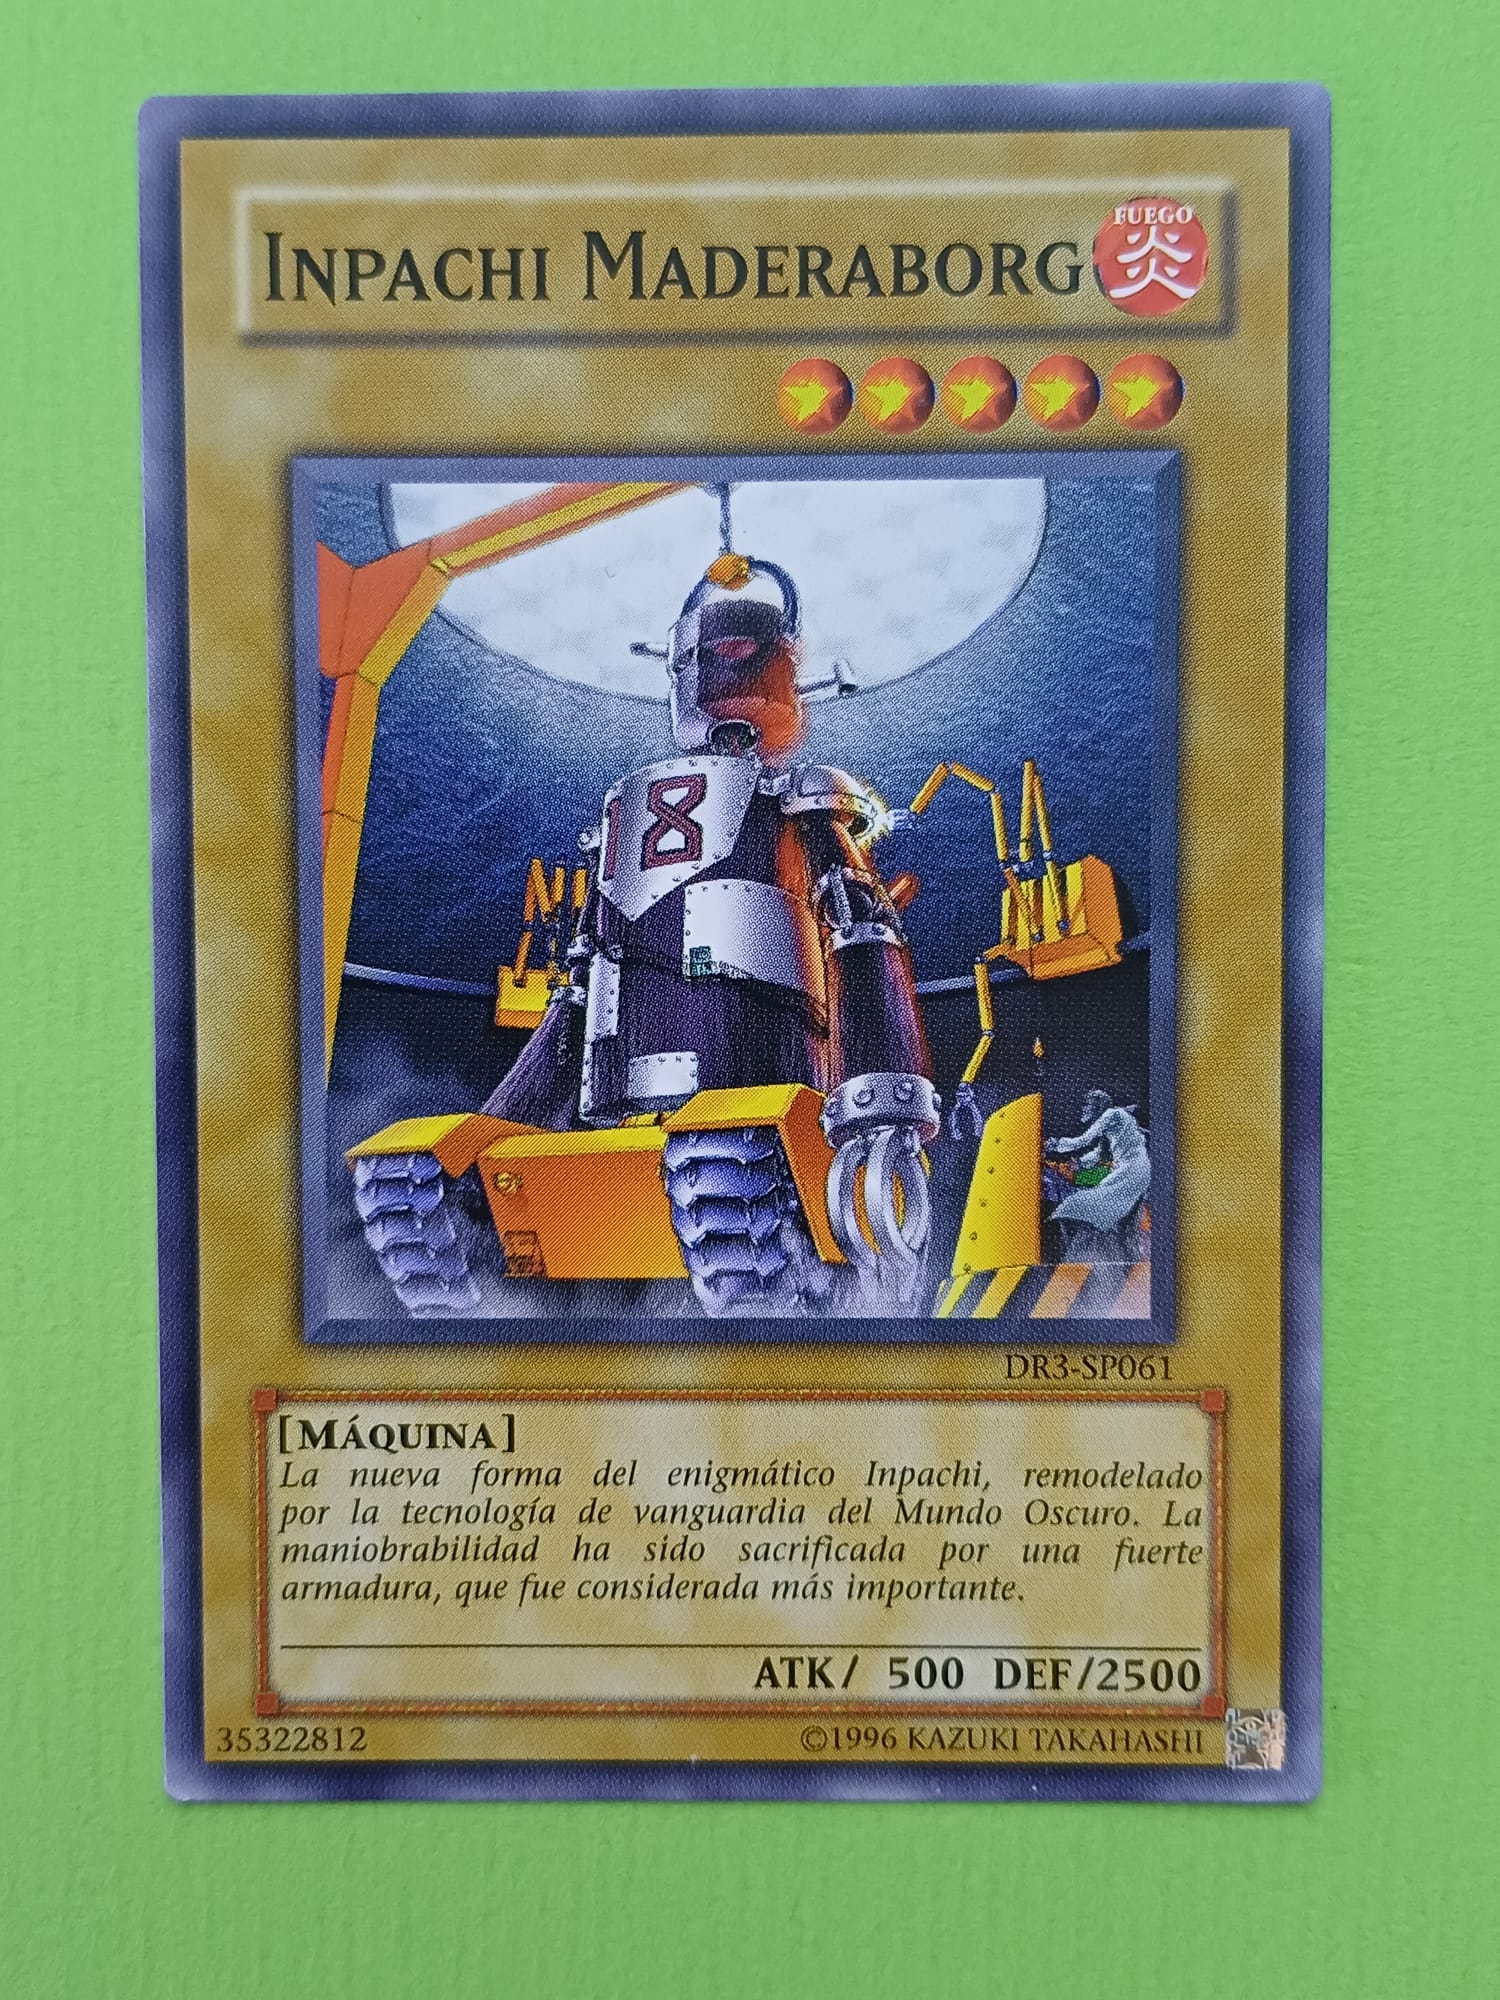 INPACHI MADERABORG
FUEGO
炎
18
DR3-SP061
[MÁQUINA]
La nueva forma del enigmático Inpachi, remodelado
por la tecnología de vanguardia del Mundo Oscuro. La
maniobrabilidad ha sido sacrificada por una fuerte
armadura, que fue considerada más importante.
ATK/ 500 DEF/2500
35322812
©1996 KAZUKI TAKAHASHI